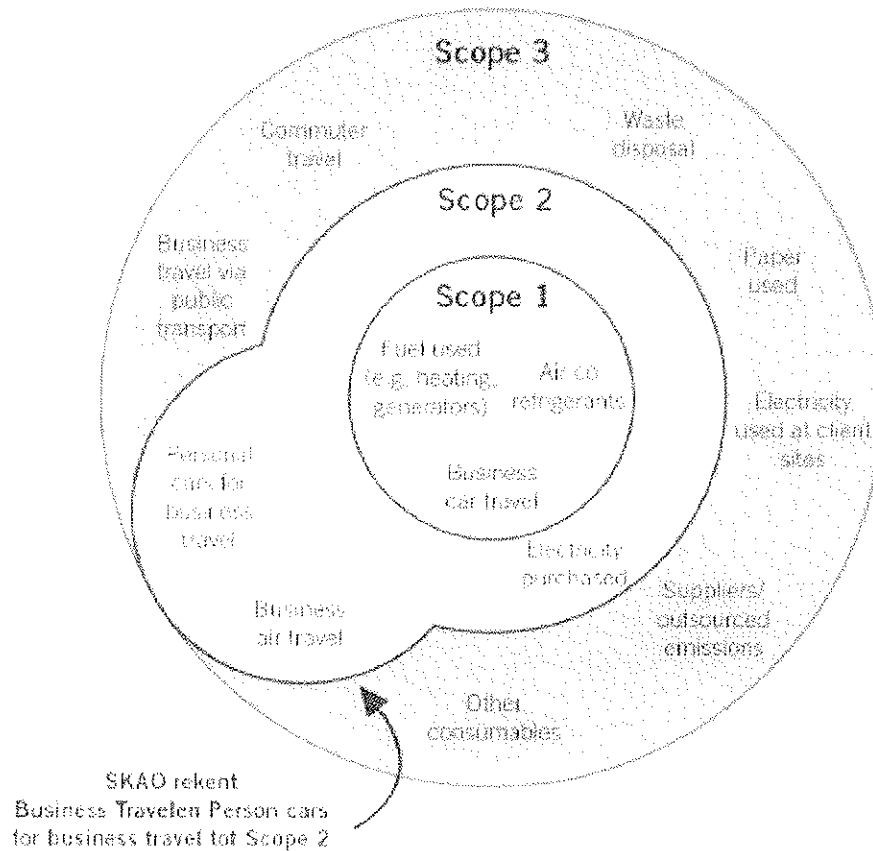 Scope 3
Commuter
travel
Waste
disposal
Scope 2
Business
travel via
public
transport
Paper
used
Scope 1
Fuel used
(e.g. heating,
generators)
Air co
refrigerants
Electricity
used at client
sites
Personal
cars for
business
travel
Business
car travel
Electricity
purchased
Business
air travel
Suppliers/
outsourced
emissions
Other
consumables
SKAO rekent
Business Travelen Person cars
for business travel tot Scope 2